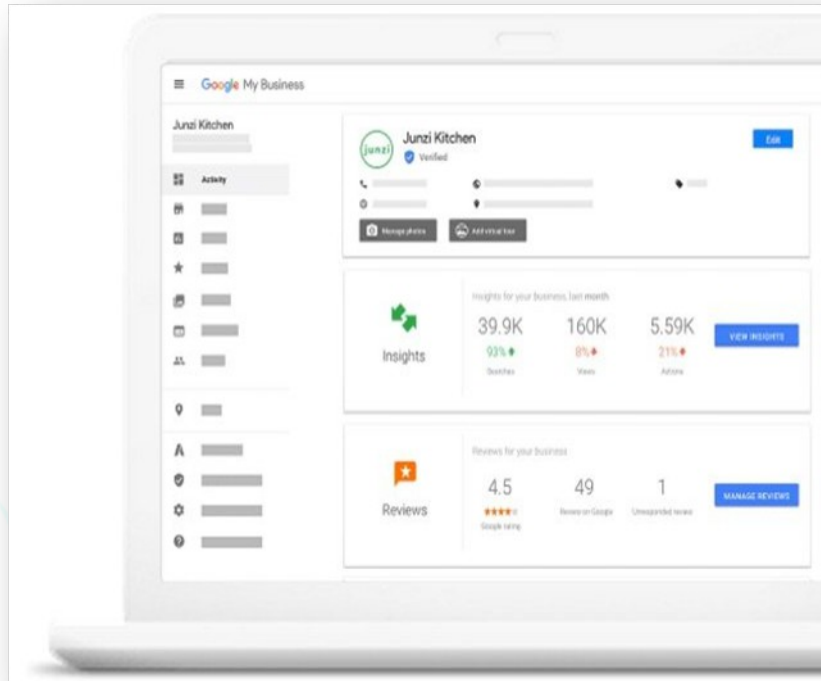 Google My Business
Junzi Kitchen
Activity
junzi
Junzi Kitchen
Verified
Edit
Manage photos
Add virtual tour
Insights
Insights for your business, last month
39.9K
160K
5.59K
93%
8%
21%
Searches
Views
Actions
VIEW INSIGHTS
Reviews
Reviews for your business
4.5
49
1
Google rating
Review on Google
Unresponded review
MANAGE REVIEWS